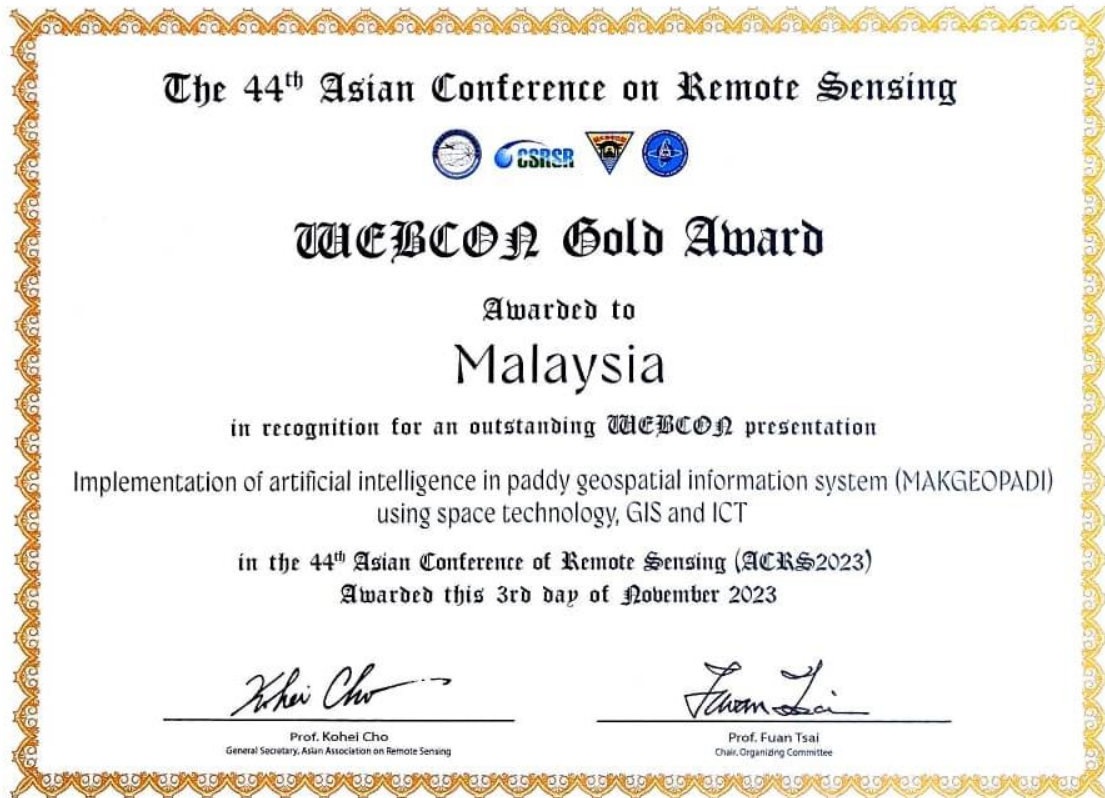 The 44th Asian Conference on Remote Sensing
CSRSR
WEBCON Gold Award
Awarded to
Malaysia
in recognition for an outstanding WEBCON presentation
Implementation of artificial intelligence in paddy geospatial information system (MAKGEOPADI)
using space technology, GIS and ICT
in the 44th Asian Conference of Remote Sensing (ACRS2023)
Awarded this 3rd day of November 2023
Kohei Cho
Fuan Tsai
Prof. Kohei Cho
General Secretary, Asian Association on Remote Sensing
Prof. Fuan Tsai
Chair, Organizing Committee